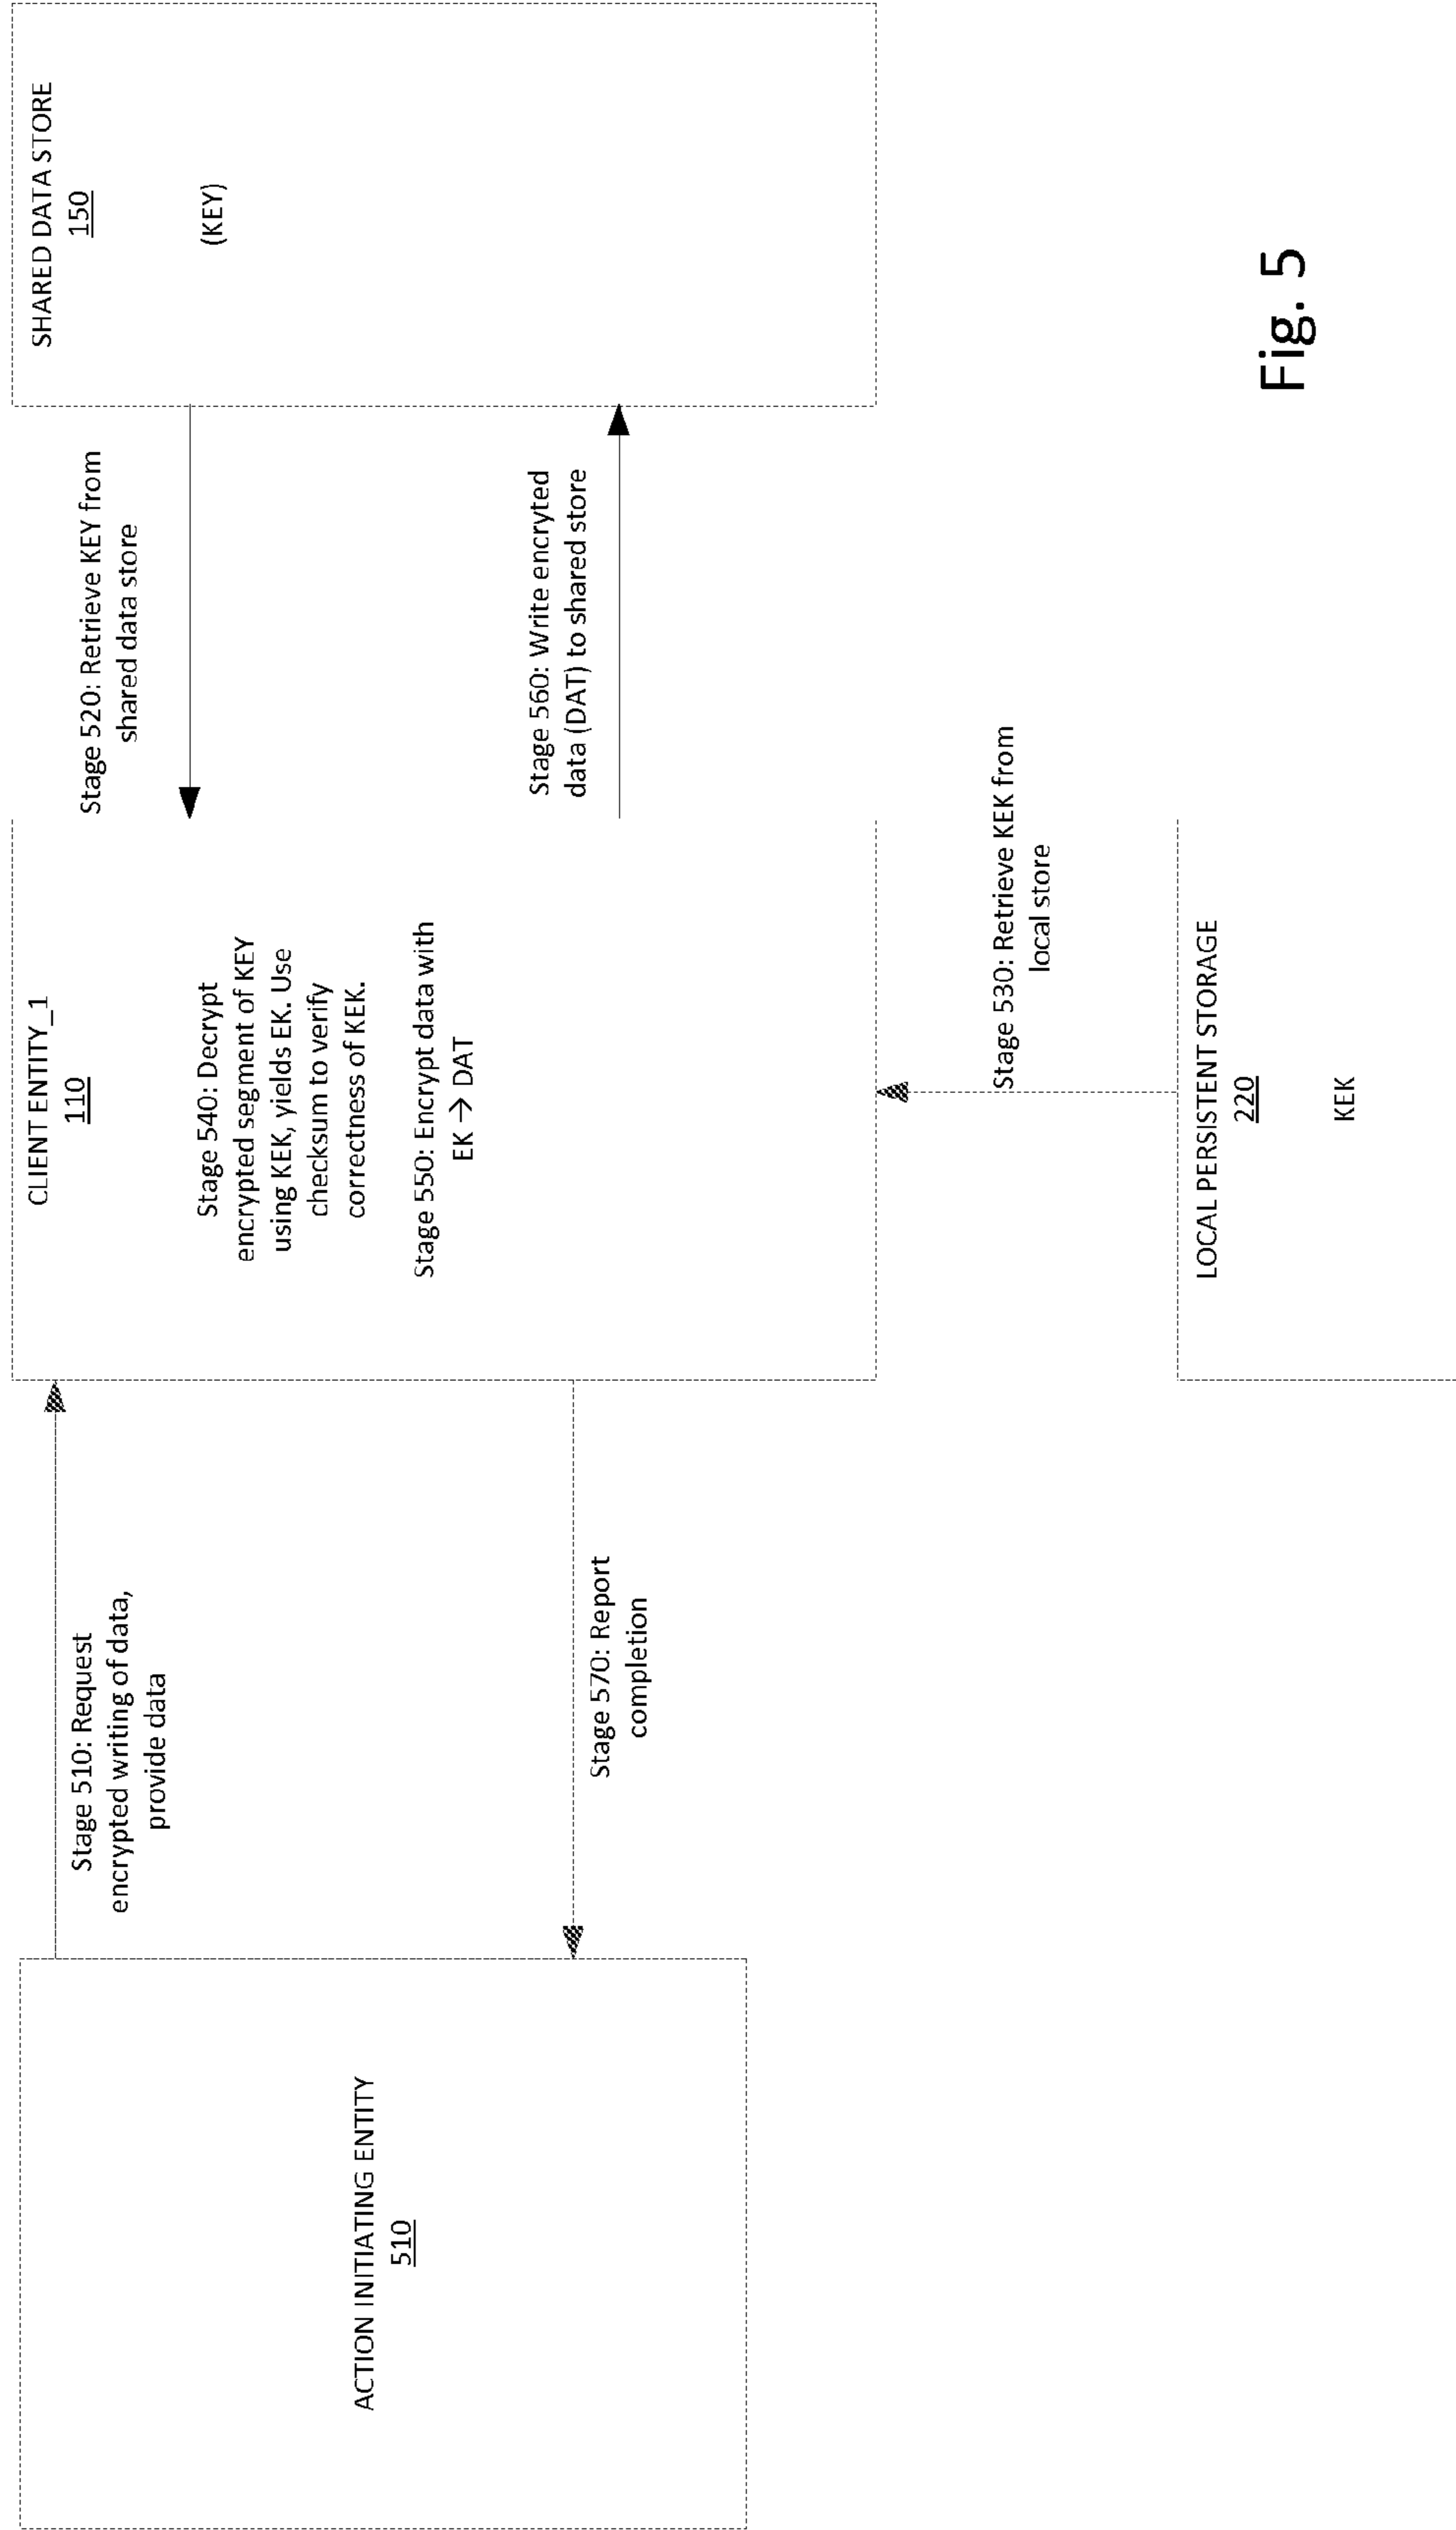 ACTION INITIATING ENTITY
510
Stage 510: Request
encrypted writing of data,
provide data
Stage 570: Report
completion
CLIENT ENTITY_1
110
Stage 540: Decrypt
encrypted segment of KEY
using KEK, yields EK. Use
checksum to verify
correctness of KEK.
Stage 550: Encrypt data with
EK → DAT
Stage 520: Retrieve KEY from
shared data store
Stage 560: Write encryted
data (DAT) to shared store
SHARED DATA STORE
150
(KEY)
Stage 530: Retrieve KEK from
local store
LOCAL PERSISTENT STORAGE
220
KEK
Fig. 5